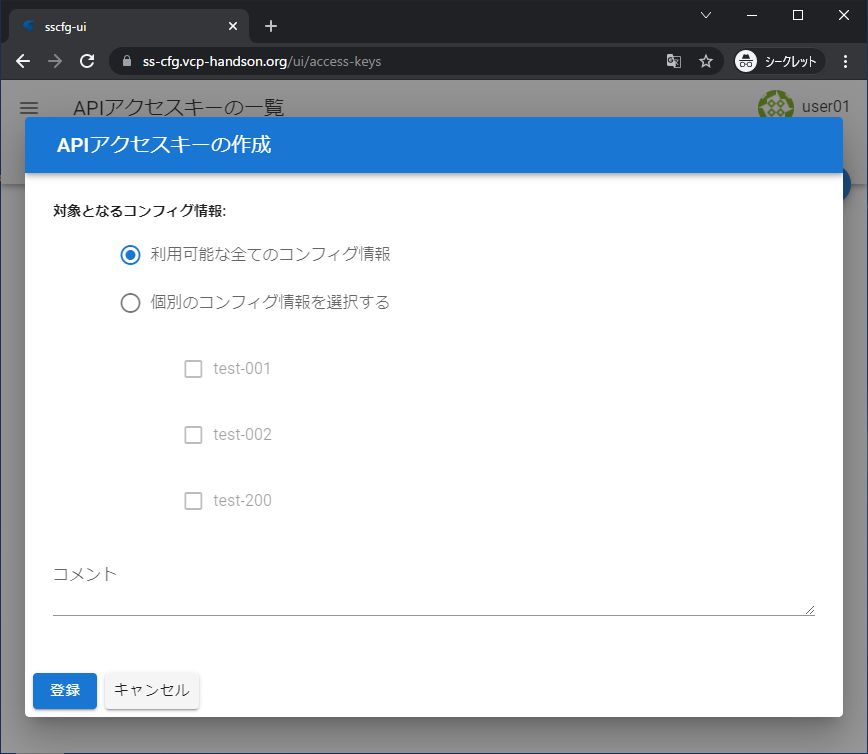 sscfg-ui
ss-cfg.vcp-handson.org/ui/access-keys
シークレット
APIアクセスキーの一覧
user01
APIアクセスキーの作成
対象となるコンフィグ情報:
利用可能な全てのコンフィグ情報
個別のコンフィグ情報を選択する
test-001
test-002
test-200
コメント
登録 キャンセル